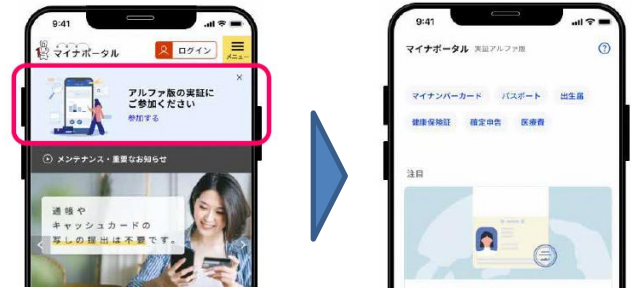 9:41
マイナポータル
ログイン
メニュー
アルファ版の実証に
ご参加ください
参加する
メンテナンス・重要なお知らせ
通帳や
キャッシュカードの
写しの提出は不要です。
9:41
マイナポータル 実証アルファ版
マイナンバーカード パスポート 出生届
健康保険証 確定申告 医療費
注目